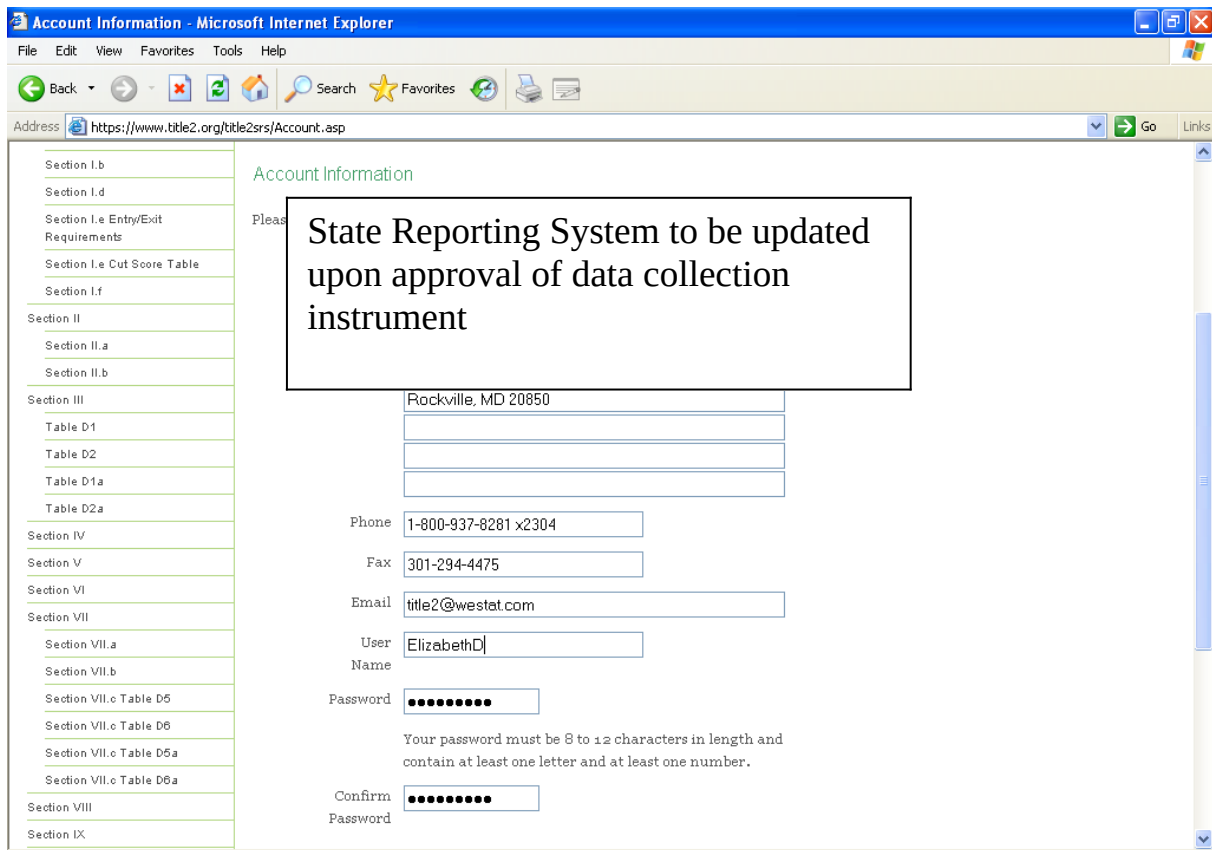 Account Information - Microsoft Internet Explorer
File Edit View Favorites Tools Help
Back Search Favorites
Address https://www.title2.org/title2srs/Account.asp Go Links
Section I.b
Section I.d
Section I.e Entry/Exit
Requirements
Section I.e Cut Score Table
Section I.f
Section II
Section II.a
Section II.b
Section III
Table D1
Table D2
Table D1a
Table D2a
Section IV
Section V
Section VI
Section VII
Section VII.a
Section VII.b
Section VII.c Table D5
Section VII.c Table D6
Section VII.c Table D5a
Section VII.c Table D6a
Section VIII
Section IX
Account Information
State Reporting System to be updated
upon approval of data collection
instrument
Rockville, MD 20850
Phone 1-800-937-8281 x2304
Fax 301-294-4475
Email title2@westat.com
User ElizabethD
Name
Password •••••••••
Your password must be 8 to 12 characters in length and
contain at least one letter and at least one number.
Confirm •••••••••
Password